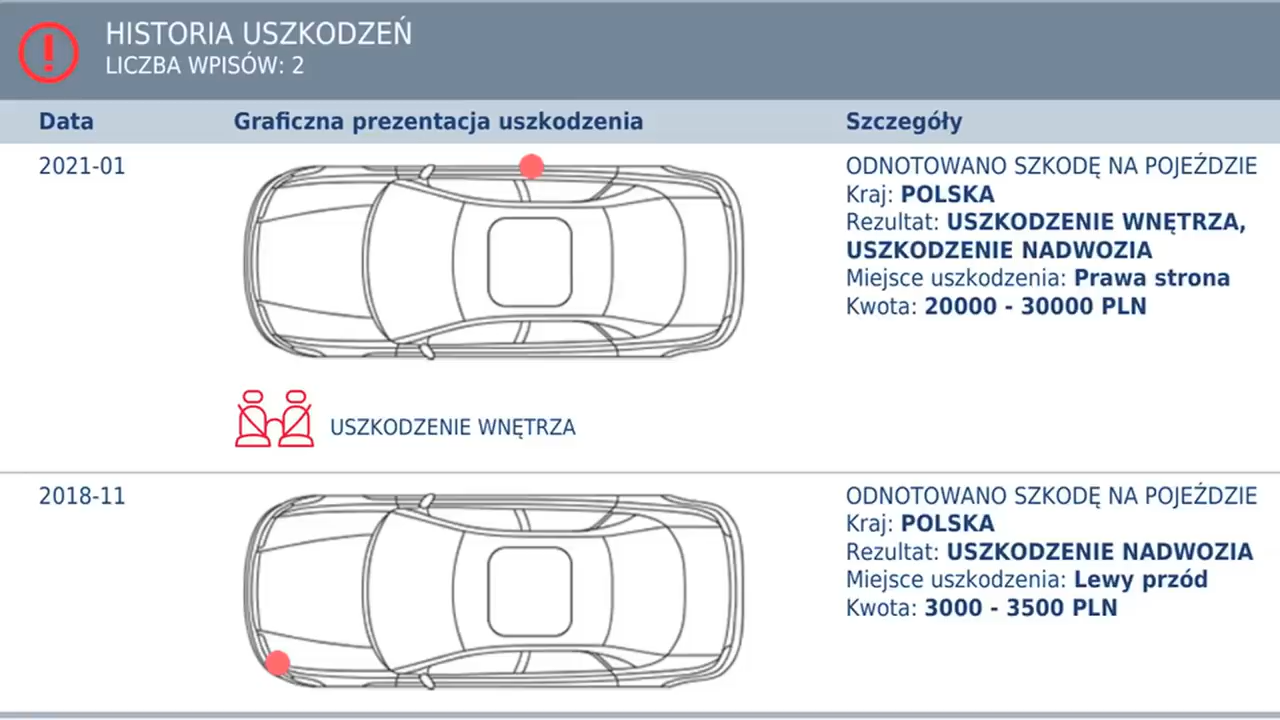 HISTORIA USZKODZEŃ
LICZBA WPISÓW: 2
Data Graficzna prezentacja uszkodzenia Szczegóły
2021-01
ODNOTOWANO SZKODĘ NA POJEŹDZIE
Kraj: POLSKA
Rezultat: USZKODZENIE WNĘTRZA,
USZKODZENIE NADWOZIA
Miejsce uszkodzenia: Prawa strona
Kwota: 20000 - 30000 PLN
USZKODZENIE WNĘTRZA
2018-11
ODNOTOWANO SZKODĘ NA POJEŹDZIE
Kraj: POLSKA
Rezultat: USZKODZENIE NADWOZIA
Miejsce uszkodzenia: Lewy przód
Kwota: 3000 - 3500 PLN